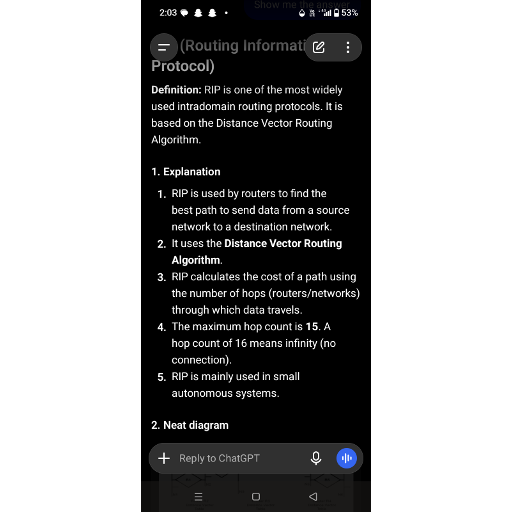 Show me the answer
2:03
53%
(Routing Informati
Protocol)
Definition: RIP is one of the most widely
used intradomain routing protocols. It is
based on the Distance Vector Routing
Algorithm.
1. Explanation
1. RIP is used by routers to find the
best path to send data from a source
network to a destination network.
2. It uses the Distance Vector Routing
Algorithm.
3. RIP calculates the cost of a path using
the number of hops (routers/networks)
through which data travels.
4. The maximum hop count is 15. A
hop count of 16 means infinity (no
connection).
5. RIP is mainly used in small
autonomous systems.
2. Neat diagram
Reply to ChatGPT